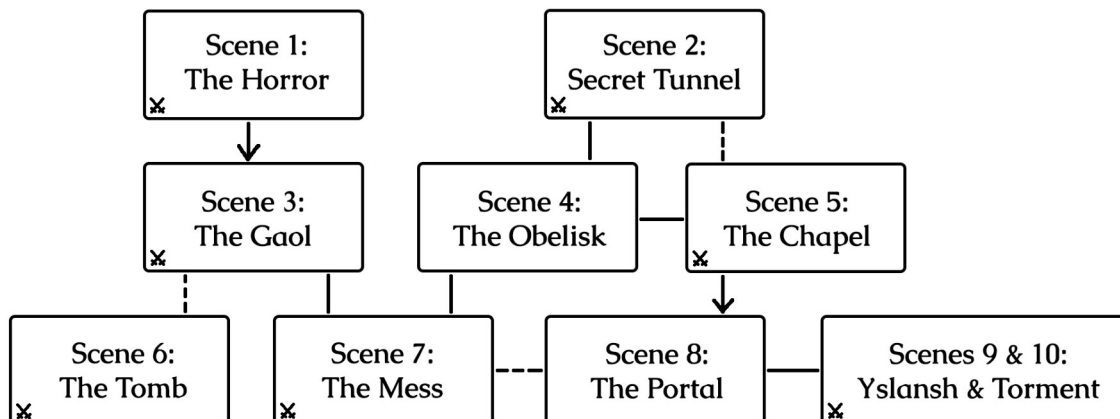 Scene 1:
The Horror
Scene 2:
Secret Tunnel
Scene 3:
The Gaol
Scene 4:
The Obelisk
Scene 5:
The Chapel
Scene 6:
The Tomb
Scene 7:
The Mess
Scene 8:
The Portal
Scenes 9 & 10:
Yslansh & Torment